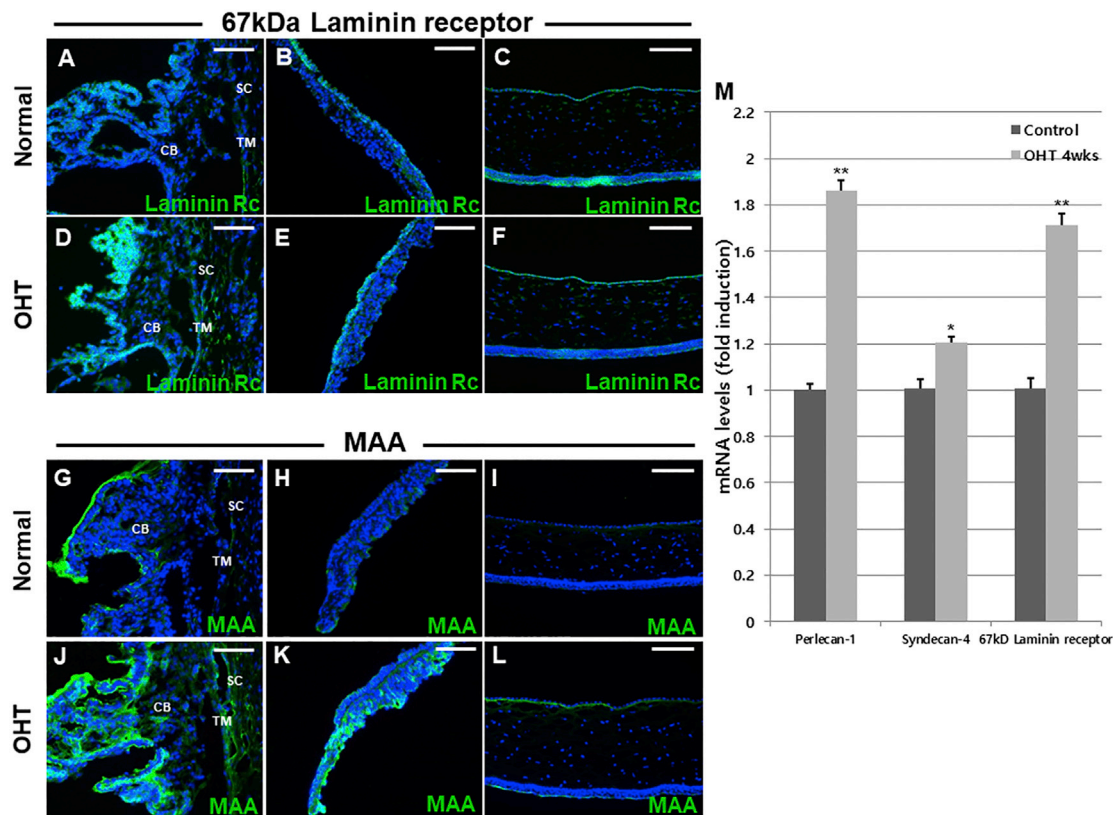 67kDa Laminin receptor
Normal
A
SC
TM
CB
Laminin Rc
B
Laminin Rc
C
Laminin Rc
OHT
D
SC
TM
CB
Laminin Rc
E
Laminin Rc
F
Laminin Rc
MAA
Normal
G
SC
CB
TM
MAA
H
MAA
I
MAA
OHT
J
SC
CB
TM
MAA
K
MAA
L
MAA
M
mRNA levels (fold induction)
2.2
2
1.8
1.6
1.4
1.2
1
0.8
0.6
0.4
0.2
0
Control
OHT 4wks
**
*
**
Perlecan-1 Syndecan-4 67kD Laminin receptor